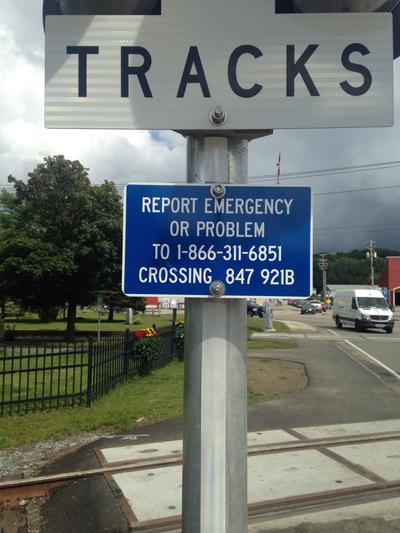 TRACKS
REPORT EMERGENCY
OR PROBLEM
TO 1-866-311-6851
CROSSING 847 921B